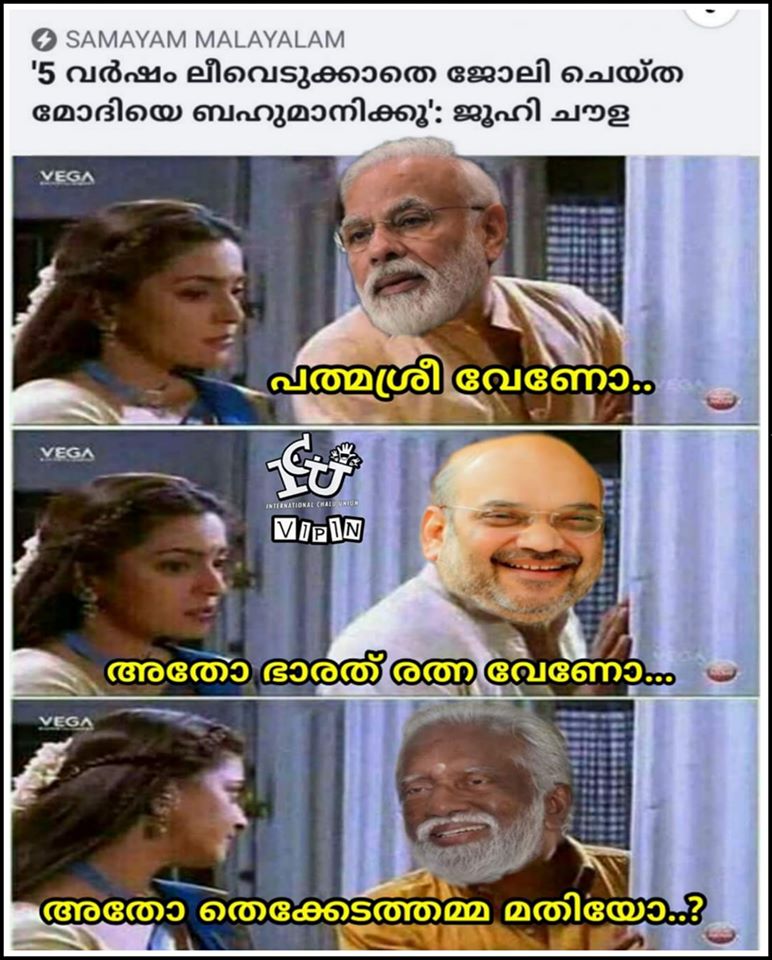 SAMAYAM MALAYALAM
'5 വർഷം ലീവെടുക്കാതെ ജോലി ചെയ്ത
മോദിയെ ബഹുമാനിക്കൂ': ജൂഹി ചൗള
VEGA
പത്മശ്രീ വേണോ..
VEGA
ICU
INTERNATIONAL CHALU UNION
VIPIN
അതോ ഭാരത് രത്ന വേണോ...
VEGA
അതോ തെക്കേടത്തമ്മ മതിയോ..?